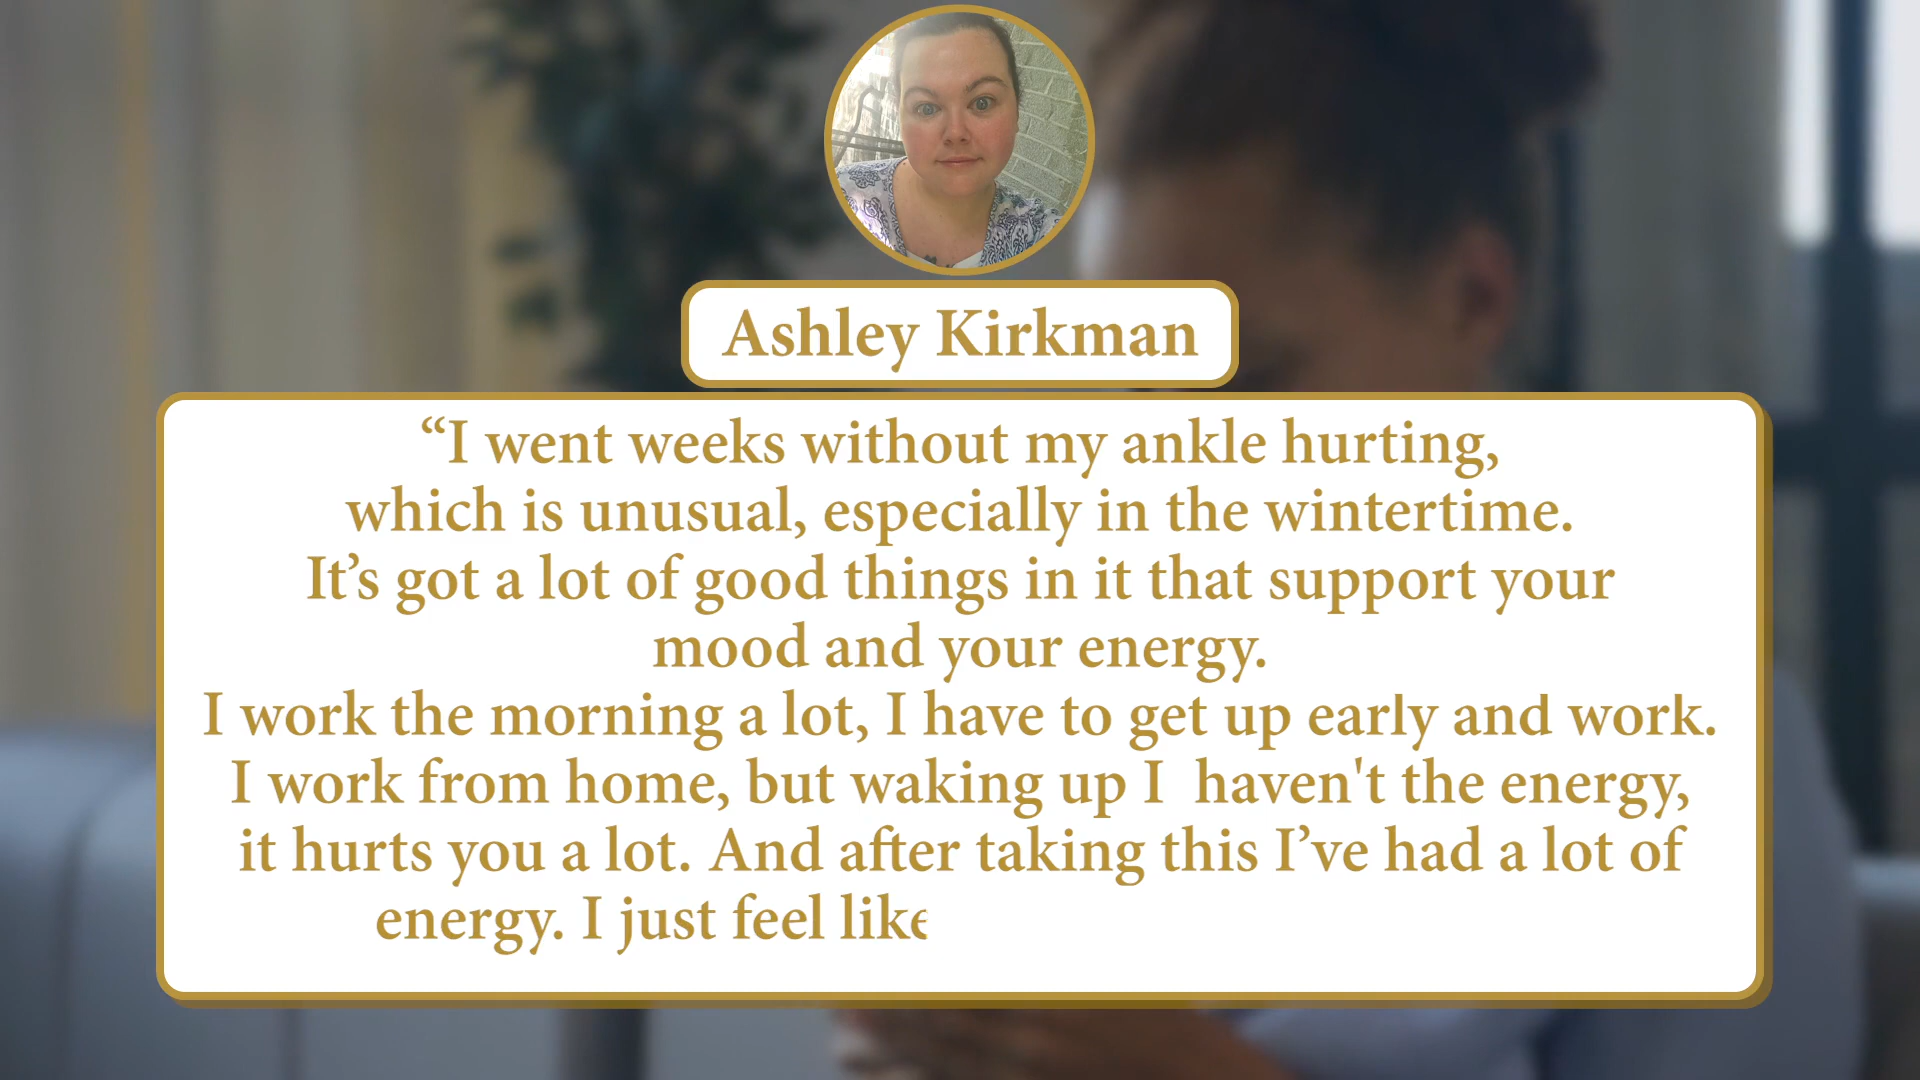 Ashley Kirkman
“I went weeks without my ankle hurting,
which is unusual, especially in the wintertime.
It’s got a lot of good things in it that support your
mood and your energy.
I work the morning a lot, I have to get up early and work.
I work from home, but waking up I  haven't the energy,
it hurts you a lot. And after taking this I’ve had a lot of
energy. I just feel like